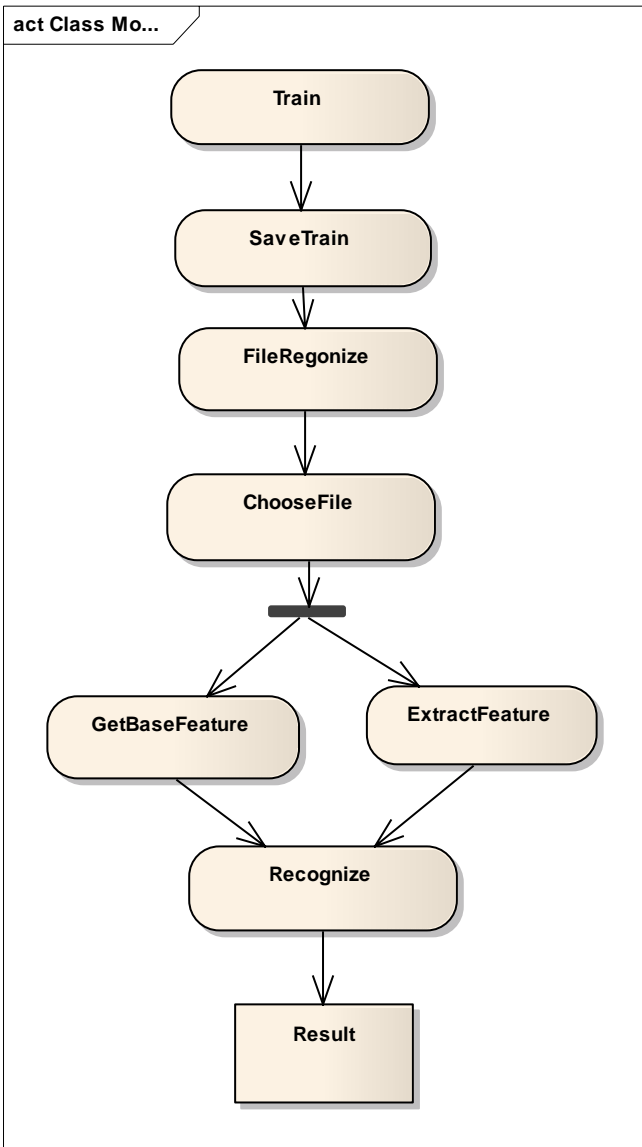 act Class Mo...
Train
SaveTrain
FileRegonize
ChooseFile
GetBaseFeature
ExtractFeature
Recognize
Result